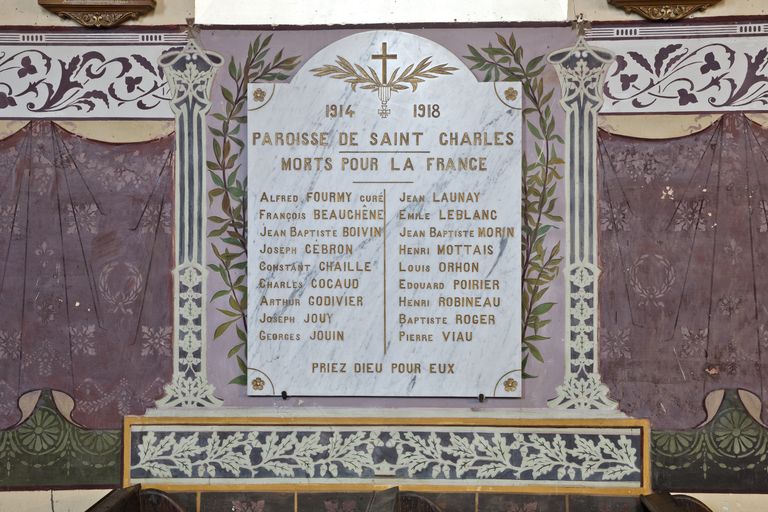 1914 1918
PAROISSE DE SAINT CHARLES
MORTS POUR LA FRANCE
ALFRED FOURMY CURÉ
FRANÇOIS BEAUCHÊNE
JEAN BAPTISTE BOIVIN
JOSEPH CEBRON
CONSTANT CHAILLE
CHARLES COCAUD
ARTHUR GODIVIER
JOSEPH JOUY
GEORGES JOUIN
JEAN LAUNAY
EMILE LEBLANC
JEAN BAPTISTE MORIN
HENRI MOTTAIS
LOUIS ORHON
EDOUARD POIRIER
HENRI ROBINEAU
BAPTISTE ROGER
PIERRE VIAU
PRIEZ DIEU POUR EUX